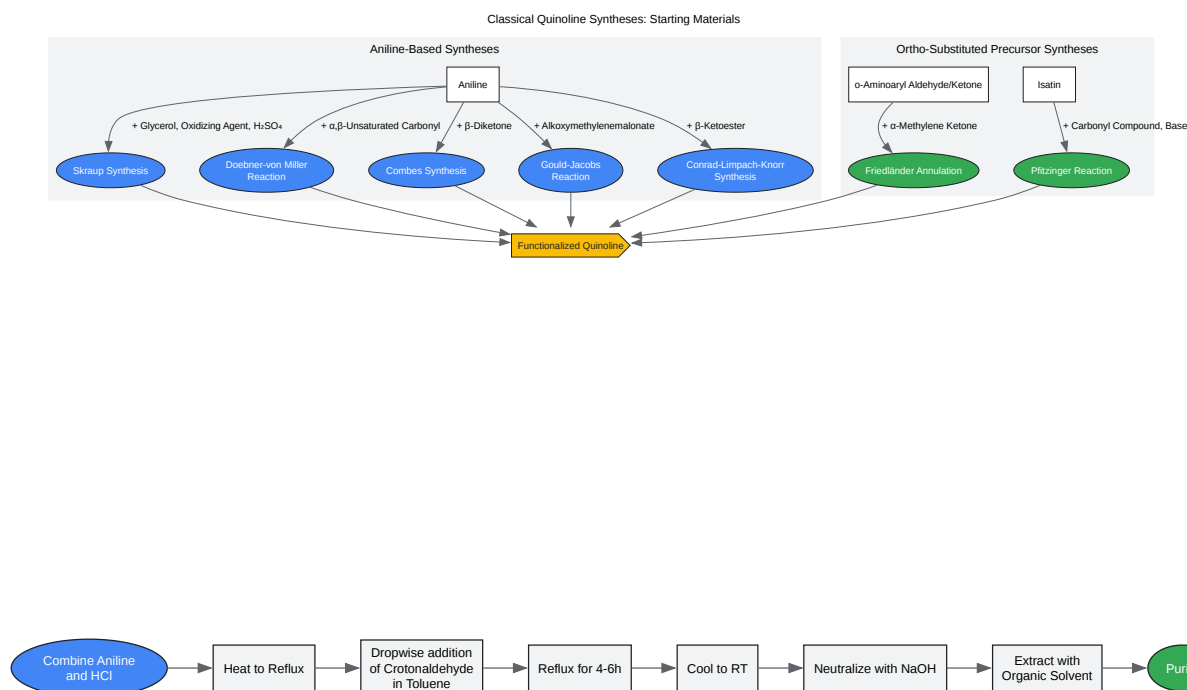 Classical Quinoline Syntheses: Starting Materials
Aniline-Based Syntheses
Ortho-Substituted Precursor Syntheses
Aniline
o-Aminoaryl Aldehyde/Ketone
Isatin
+ Glycerol, Oxidizing Agent, H₂SO₄
+ α,β-Unsaturated Carbonyl
+ β-Diketone
+ Alkoxymethylenemalonate
+ β-Ketoester
+ α-Methylene Ketone
+ Carbonyl Compound, Base
Skraup Synthesis
Doebner-von Miller
Reaction
Combes Synthesis
Gould-Jacobs
Reaction
Conrad-Limpach-Knorr
Synthesis
Friedländer Annulation
Pfitzinger Reaction
Functionalized Quinoline
Combine Aniline
and HCl
Heat to Reflux
Dropwise addition
of Crotonaldehyde
in Toluene
Reflux for 4-6h
Cool to RT
Neutralize with NaOH
Extract with
Organic Solvent